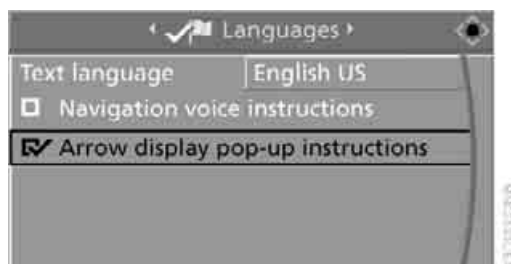 Languages
Text language English US
Navigation voice instructions
Arrow display pop-up instructions